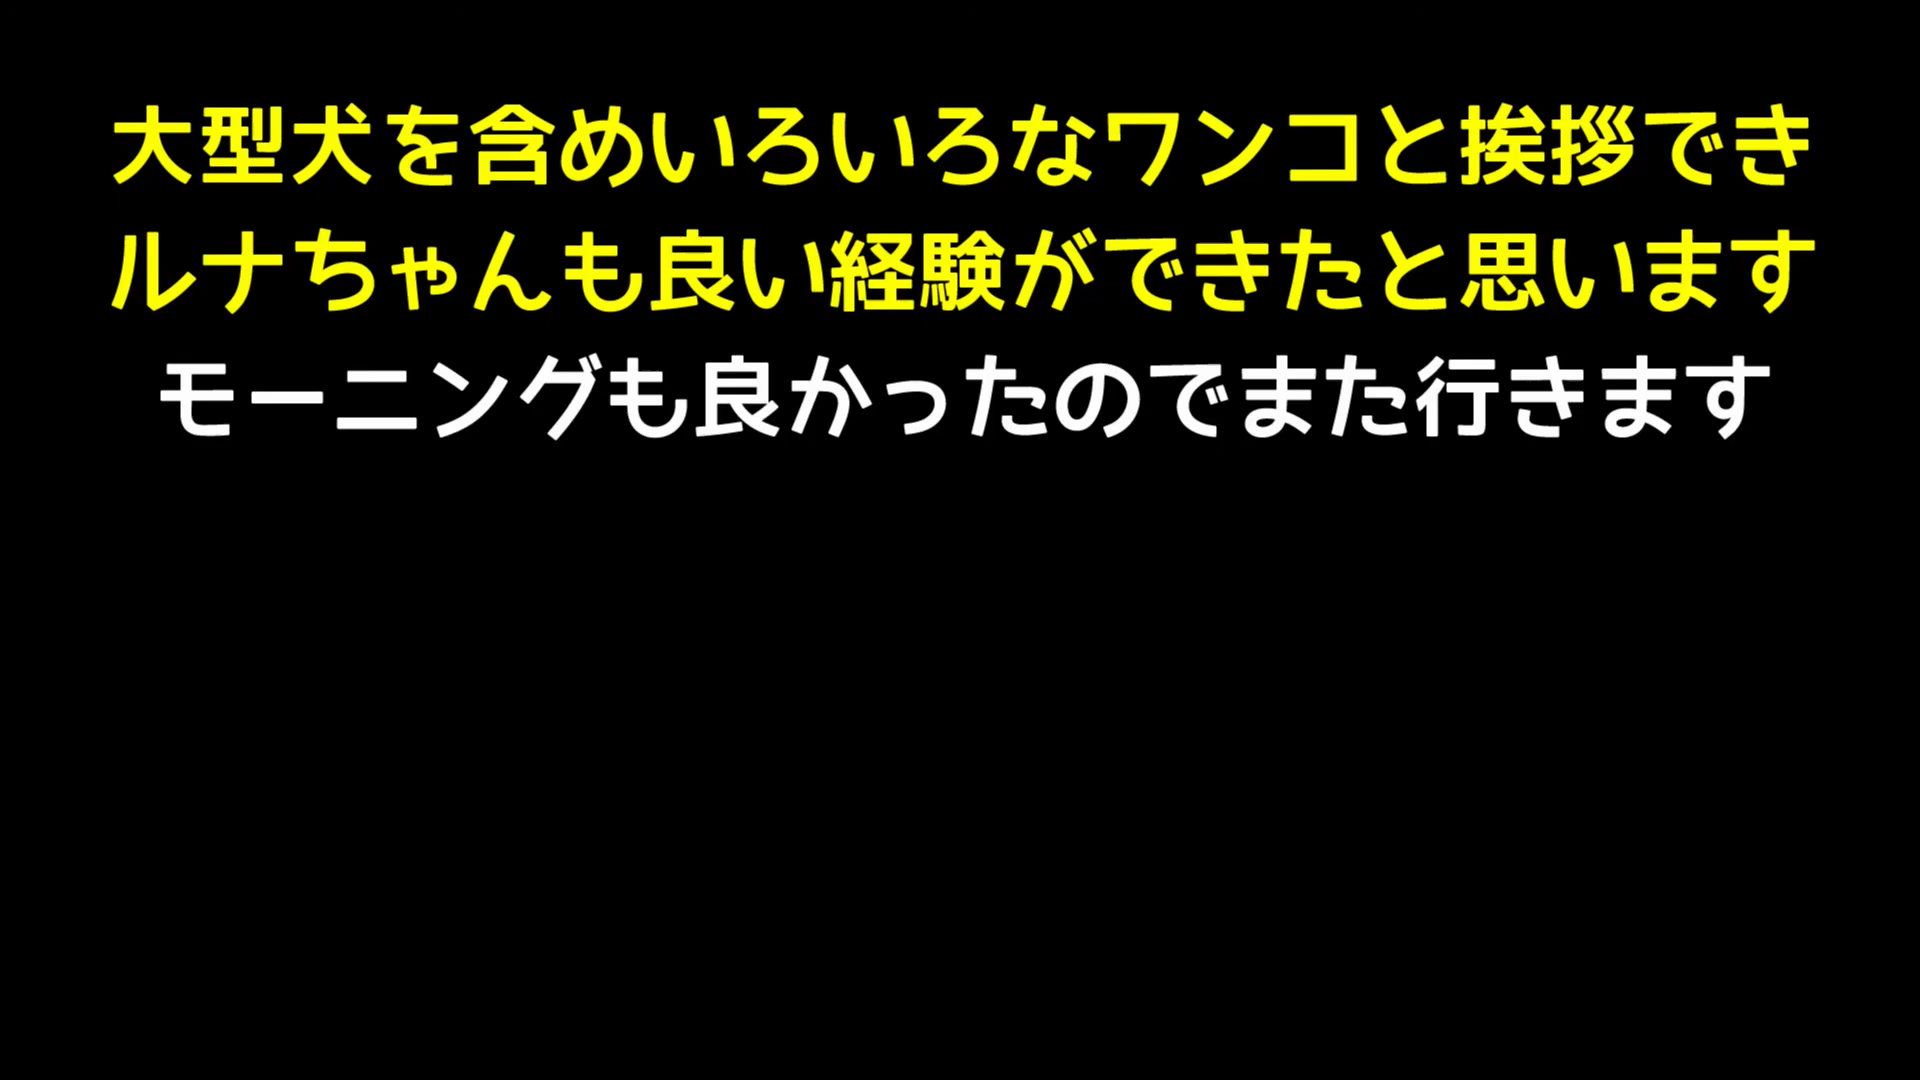 大型犬を含めいろいろなワンコと挨拶でき
ルナちゃんも良い経験ができたと思います
モーニングも良かったのでまた行きます